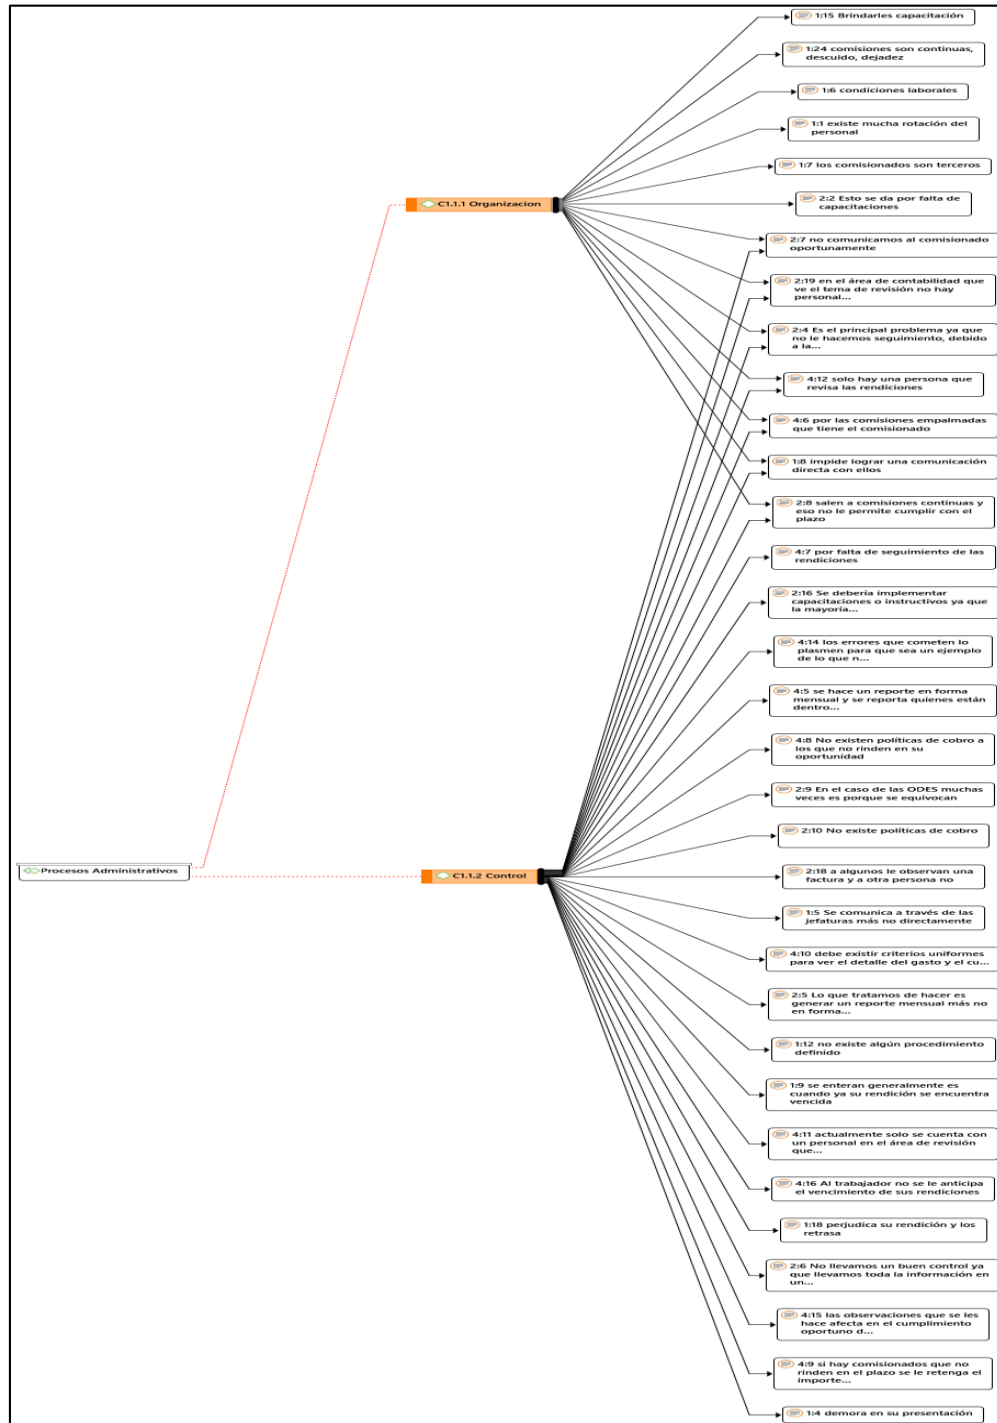 1:15 Brindarles capacitación
1:24 comisiones son continuas,
descuido, dejadez
1:6 condiciones laborales
1:1 existe mucha rotación del
personal
1:7 los comisionados son terceros
C1.1.1 Organizacion
2:2 Esto se da por falta de
capacitaciones
2:7 no comunicamos al comisionado
oportunamente
2:19 en el área de contabilidad que
ve el tema de revisión no hay
personal...
2:4 Es el principal problema ya que
no le hacemos seguimiento, debido
a la...
4:12 solo hay una persona que
revisa las rendiciones
4:6 por las comisiones empalmadas
que tiene el comisionado
1:8 impide lograr una comunicación
directa con ellos
2:8 salen a comisiones continuas y
eso no le permite cumplir con el
plazo
4:7 por falta de seguimiento de las
rendiciones
2:16 Se debería implementar
capacitaciones o instructivos ya que
la mayoría...
4:14 los errores que cometen lo
plasmen para que sea un ejemplo
de lo que n...
4:5 se hace un reporte en forma
mensual y se reporta quienes están
dentro...
4:8 No existen políticas de cobro a
los que no rinden en su
oportunidad
2:9 En el caso de las ODES muchas
veces es porque se equivocan
2:10 No existe políticas de cobro
Procesos Administrativos
C1.1.2 Control
2:18 a algunos le observan una
factura y a otra persona no
1:5 Se comunica a través de las
jefaturas más no directamente
4:10 debe existir criterios uniformes
para ver el detalle del gasto y el cu...
2:5 Lo que tratamos de hacer es
generar un reporte mensual más no
en forma...
1:12 no existe algún procedimiento
definido
1:9 se enteran generalmente es
cuando ya su rendición se encuentra
vencida
4:11 actualmente solo se cuenta con
un personal en el área de revisión
que...
4:16 Al trabajador no se le anticipa
el vencimiento de sus rendiciones
1:18 perjudica su rendición y los
retrasa
2:6 No llevamos un buen control ya
que llevamos toda la información en
un...
4:15 las observaciones que se les
hace afecta en el cumplimiento
oportuno d...
4:9 si hay comisionados que no
rinden en el plazo se le retenga el
importe...
1:4 demora en su presentación